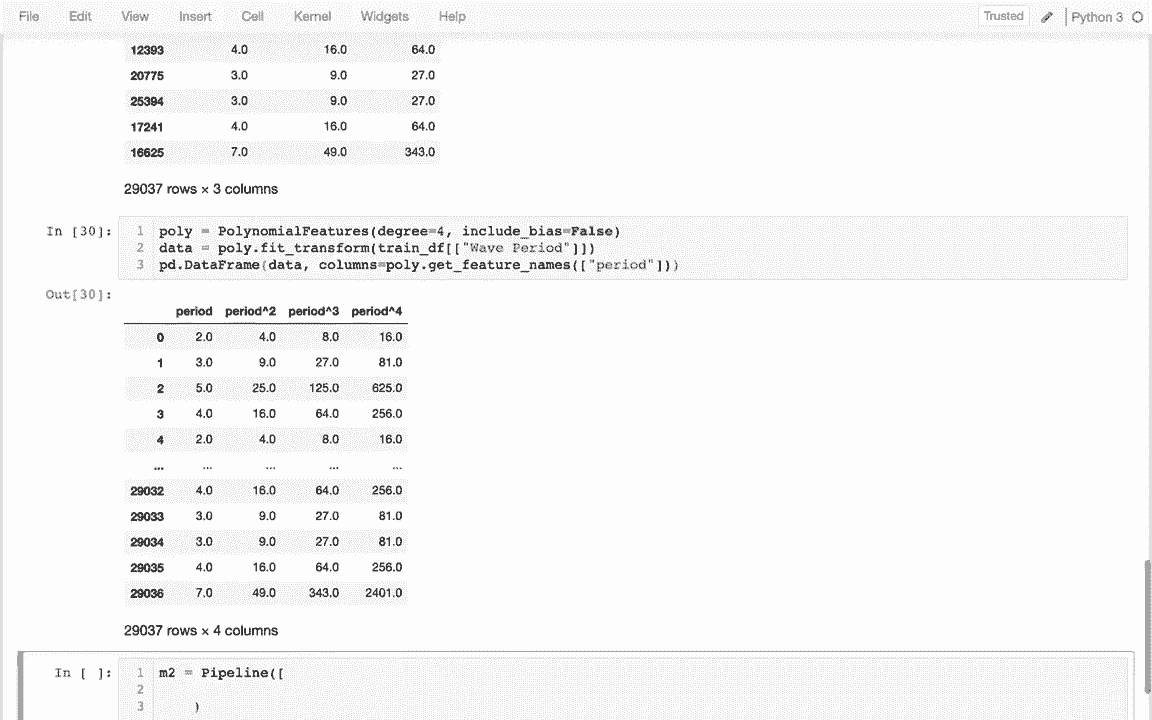 File Edit View Insert Cell Kernel Widgets Help Trusted Python 3
12393 4.0 16.0 64.0
20775 3.0 9.0 27.0
25394 3.0 9.0 27.0
17241 4.0 16.0 64.0
16625 7.0 49.0 343.0
29037 rows × 3 columns
In [30]: 1 poly = PolynomialFeatures(degree=4, include_bias=False)
2 data = poly.fit_transform(train_df[["Wave Period"]])
3 pd.DataFrame(data, columns=poly.get_feature_names(["period"]))
Out[30]:
period period^2 period^3 period^4
0 2.0 4.0 8.0 16.0
1 3.0 9.0 27.0 81.0
2 5.0 25.0 125.0 625.0
3 4.0 16.0 64.0 256.0
4 2.0 4.0 8.0 16.0
... ... ... ... ...
29032 4.0 16.0 64.0 256.0
29033 3.0 9.0 27.0 81.0
29034 3.0 9.0 27.0 81.0
29035 4.0 16.0 64.0 256.0
29036 7.0 49.0 343.0 2401.0
29037 rows × 4 columns
In [ ]: 1 m2 = Pipeline([
2
3 )